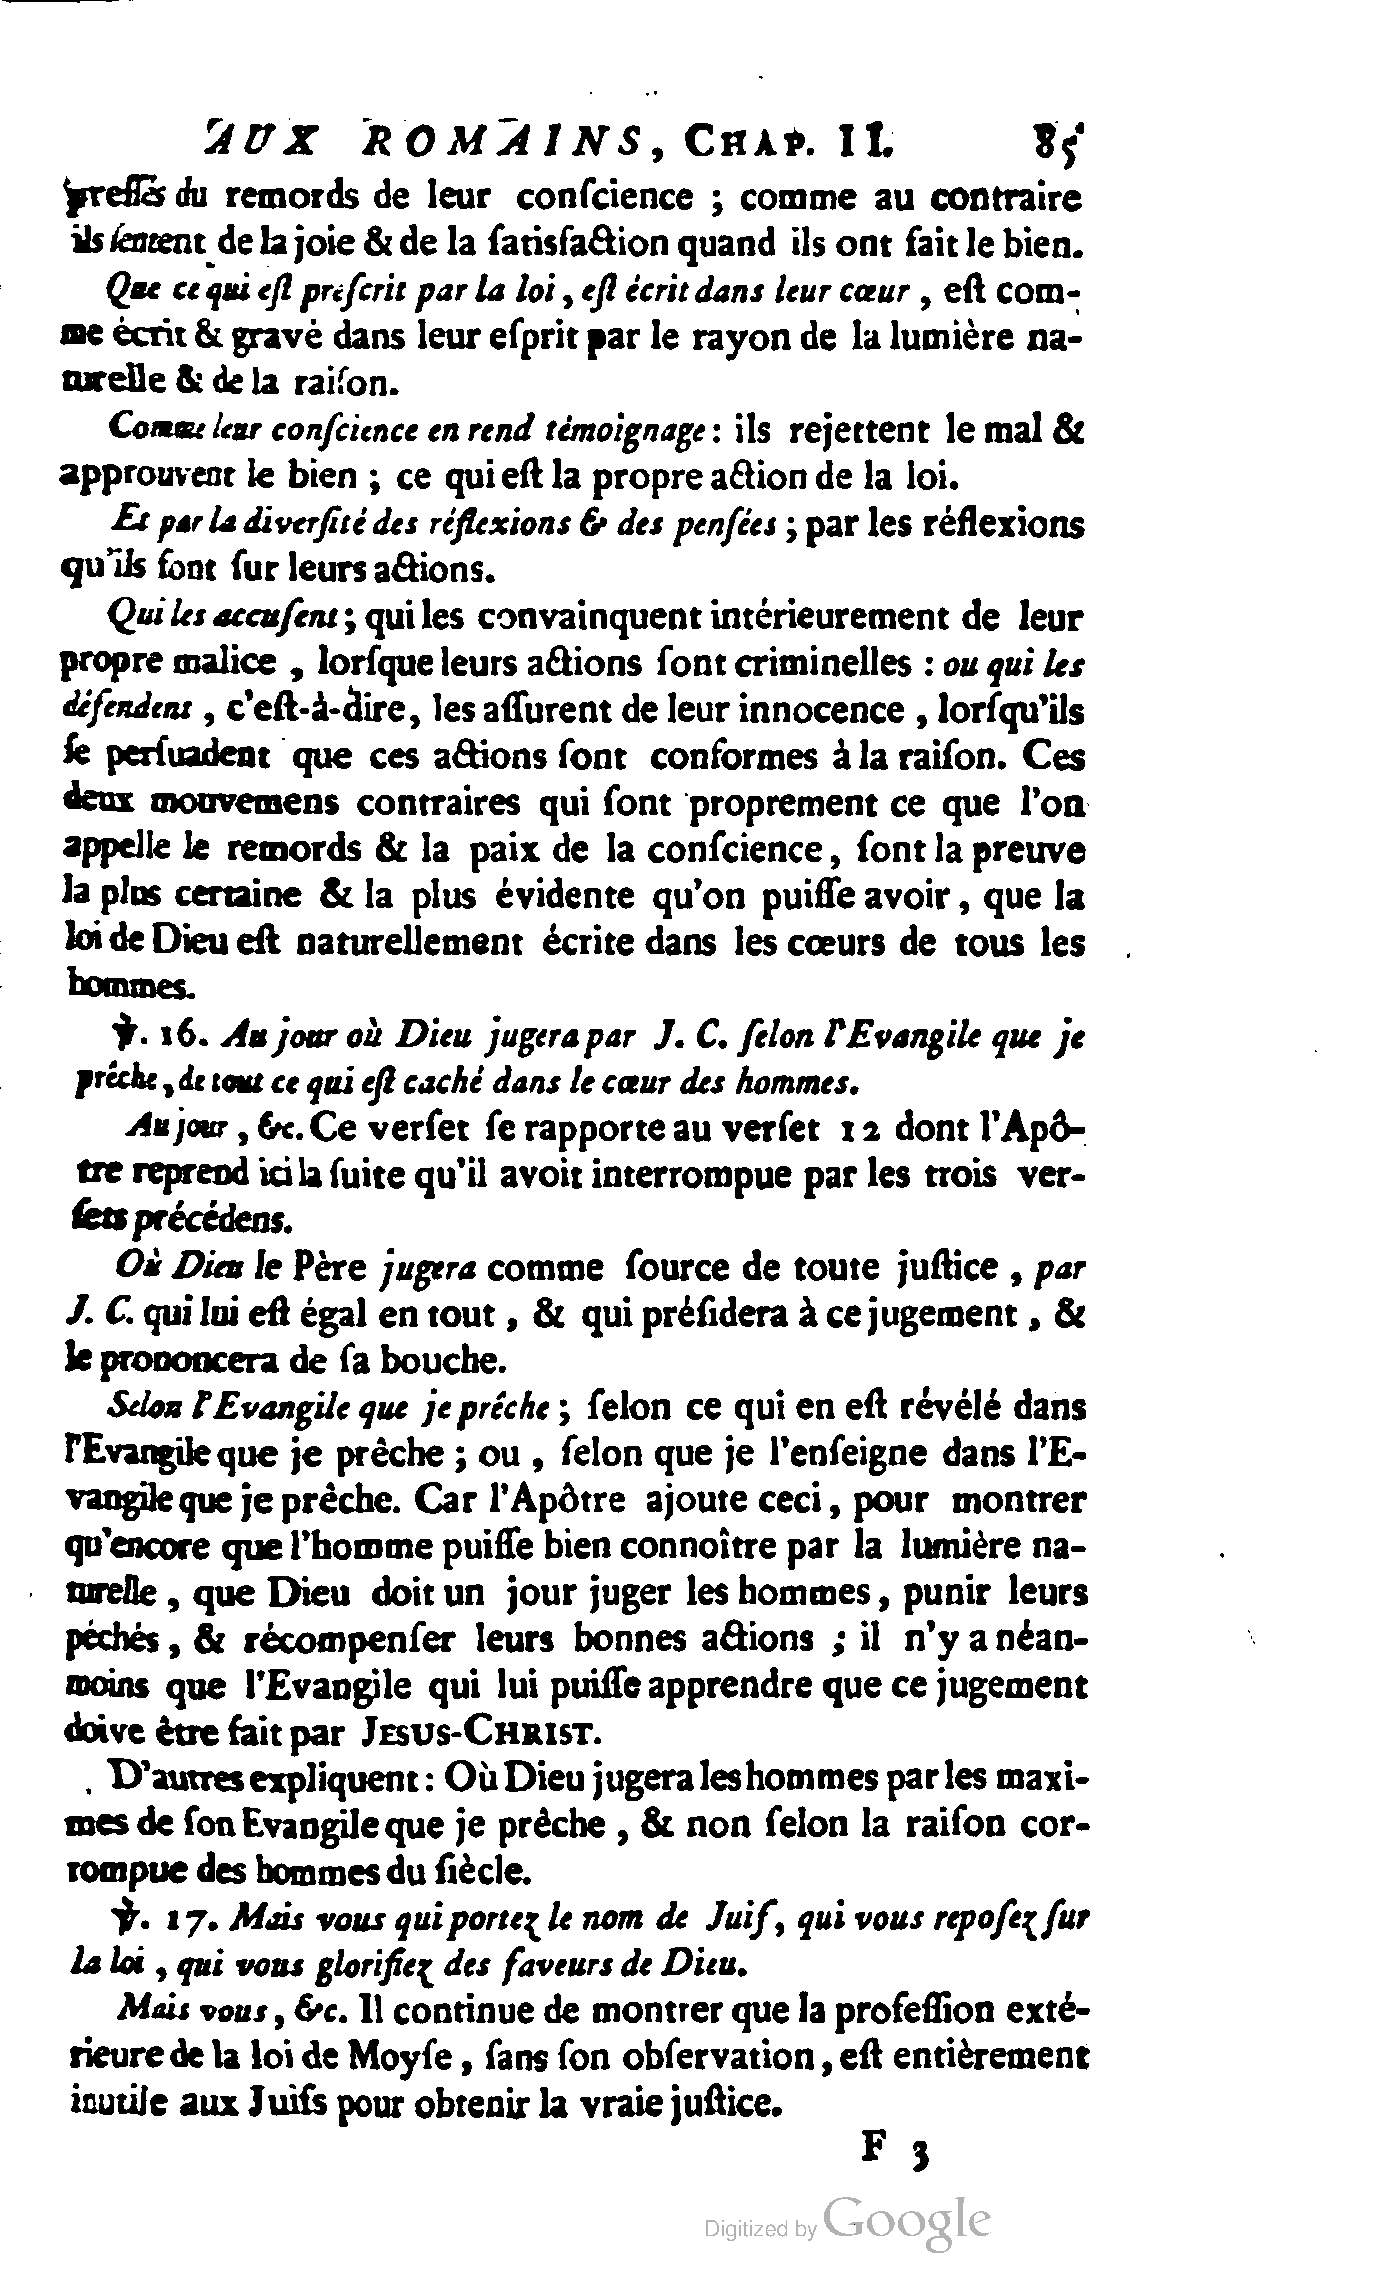 AUX ROMAINS, CHAP. II. 85
preſſés du remords de leur conſcience ; comme au contraire
ils ſentent de la joie & de la ſatisfaction quand ils ont fait le bien.
Que ce qui eſt preſcrit par la loi, eſt écrit dans leur cœur, eſt com-
me écrit & gravé dans leur eſprit par le rayon de la lumière na-
turelle & de la raiſon.
Comme leur conſcience en rend témoignage : ils rejettent le mal &
approuvent le bien ; ce qui eſt la propre action de la loi.
Et par la diverſité des réflexions & des penſées ; par les réflexions
qu'ils font ſur leurs actions.
Qui les accuſent ; qui les convainquent intérieurement de leur
propre malice, lorſque leurs actions ſont criminelles : ou qui les
défendent, c'eſt-à-dire, les aſſurent de leur innocence, lorſqu'ils
ſe perſuadent que ces actions ſont conformes à la raiſon. Ces
deux mouvemens contraires qui ſont proprement ce que l'on
appelle le remords & la paix de la conſcience, ſont la preuve
la plus certaine & la plus évidente qu'on puiſſe avoir, que la
loi de Dieu eſt naturellement écrite dans les cœurs de tous les
hommes.
℣. 16. Au jour où Dieu jugera par J. C. ſelon l'Evangile que je
prêche, de tout ce qui eſt caché dans le cœur des hommes.
Au jour, &c. Ce verſet ſe rapporte au verſet 12 dont l'Apô-
tre reprend ici la ſuite qu'il avoit interrompue par les trois ver-
ſets précédens.
Où Dieu le Père jugera comme ſource de toute juſtice, par
J. C. qui lui eſt égal en tout, & qui préſidera à ce jugement, &
le prononcera de ſa bouche.
Selon l'Evangile que je prêche ; ſelon ce qui en eſt révélé dans
l'Evangile que je prêche ; ou, ſelon que je l'enſeigne dans l'E-
vangile que je prêche. Car l'Apôtre ajoute ceci, pour montrer
qu'encore que l'homme puiſſe bien connoître par la lumière na-
turelle, que Dieu doit un jour juger les hommes, punir leurs
péchés, & récompenſer leurs bonnes actions ; il n'y a néan-
moins que l'Evangile qui lui puiſſe apprendre que ce jugement
doive être fait par JESUS-CHRIST.
D'autres expliquent : Où Dieu jugera les hommes par les maxi-
mes de ſon Evangile que je prêche, & non ſelon la raiſon cor-
rompue des hommes du ſiècle.
℣. 17. Mais vous qui portez le nom de Juif, qui vous repoſez ſur
la loi, qui vous glorifiez des faveurs de Dieu.
Mais vous, &c. Il continue de montrer que la profeſſion exté-
rieure de la loi de Moyſe, ſans ſon obſervation, eſt entièrement
inutile aux Juifs pour obtenir la vraie juſtice.
F 3
Digitized by Google